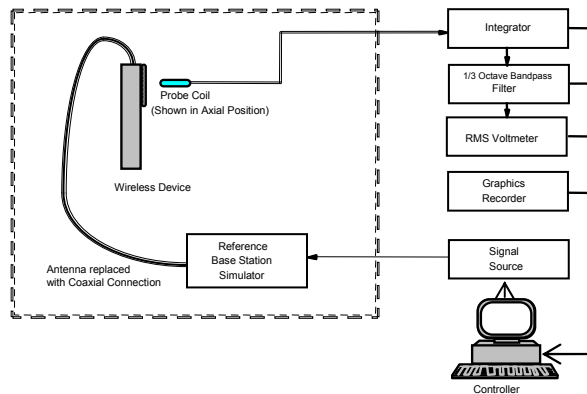 Integrator
1/3 Octave Bandpass
Filter
RMS Voltmeter
Graphics
Recorder
Signal
Source
Controller
Probe Coil
(Shown in Axial Position)
Wireless Device
Reference
Base Station
Simulator
Antenna replaced
with Coaxial Connection